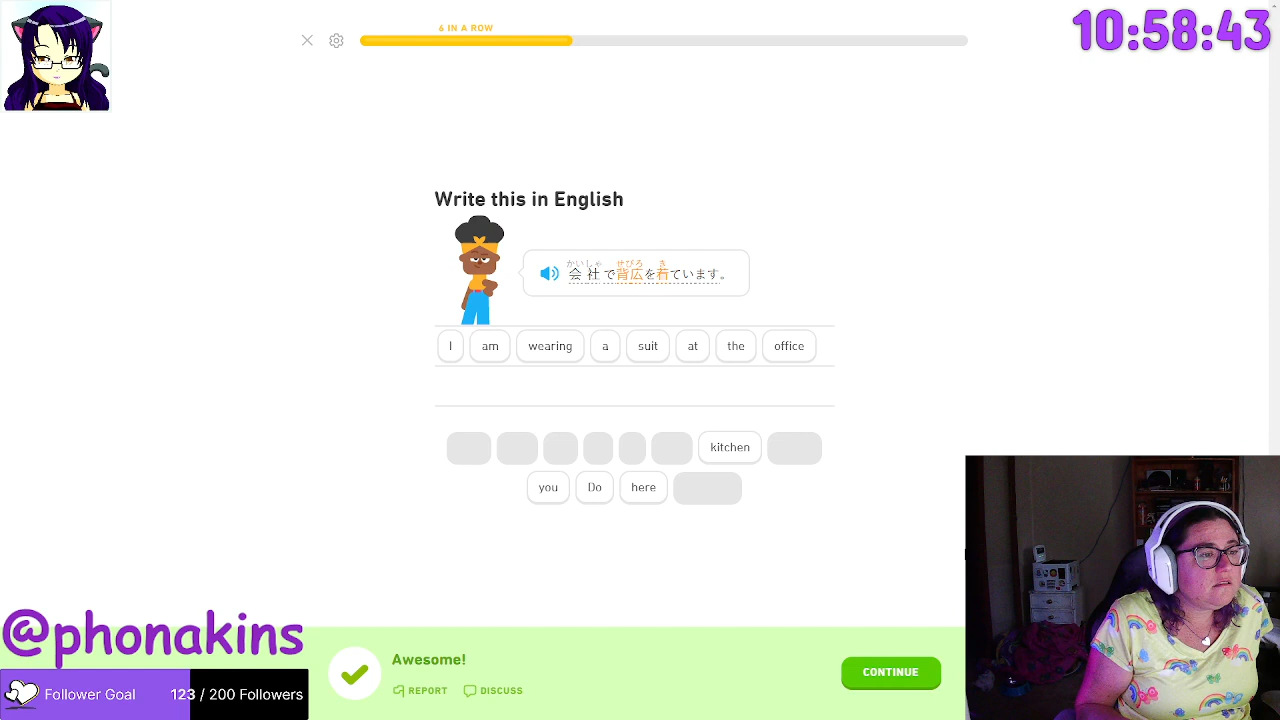 6 IN A ROW
10:58:43
Write this in English
かいしゃ せびろ き
会社で背広を着ています。
I am wearing a suit at the office
kitchen
you Do here
@phonakins
Awesome!
REPORT DISCUSS
CONTINUE
Follower Goal 123 / 200 Followers